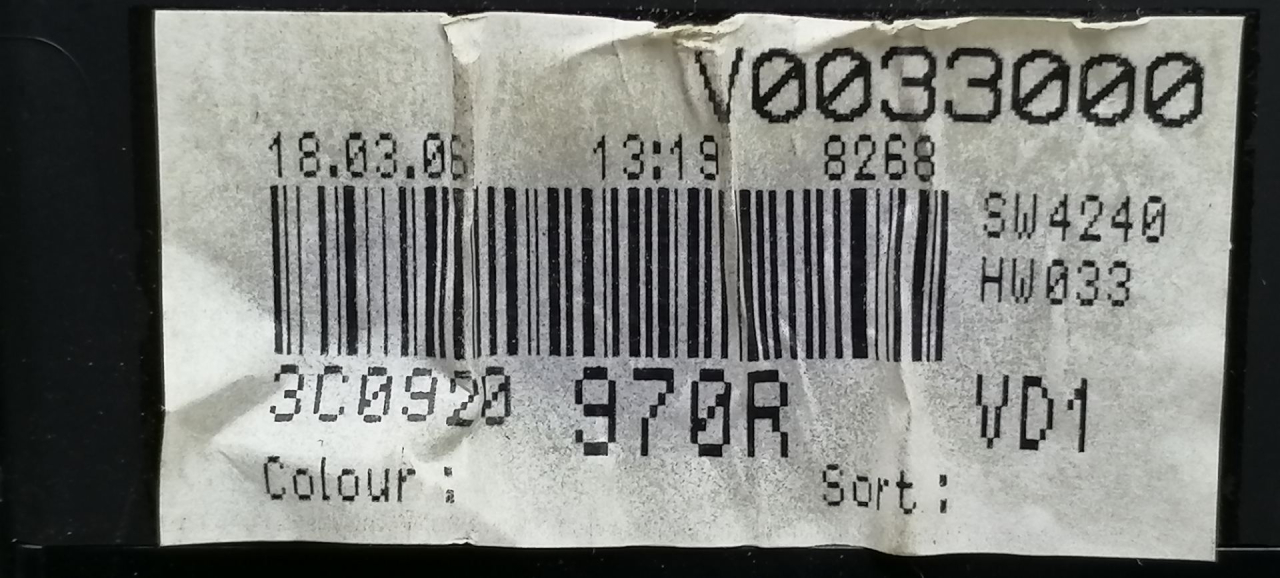 V0033000
18.03.06 13:19 8268
SW4240
HW033
3C0920 970R VD1
Colour : Sort :